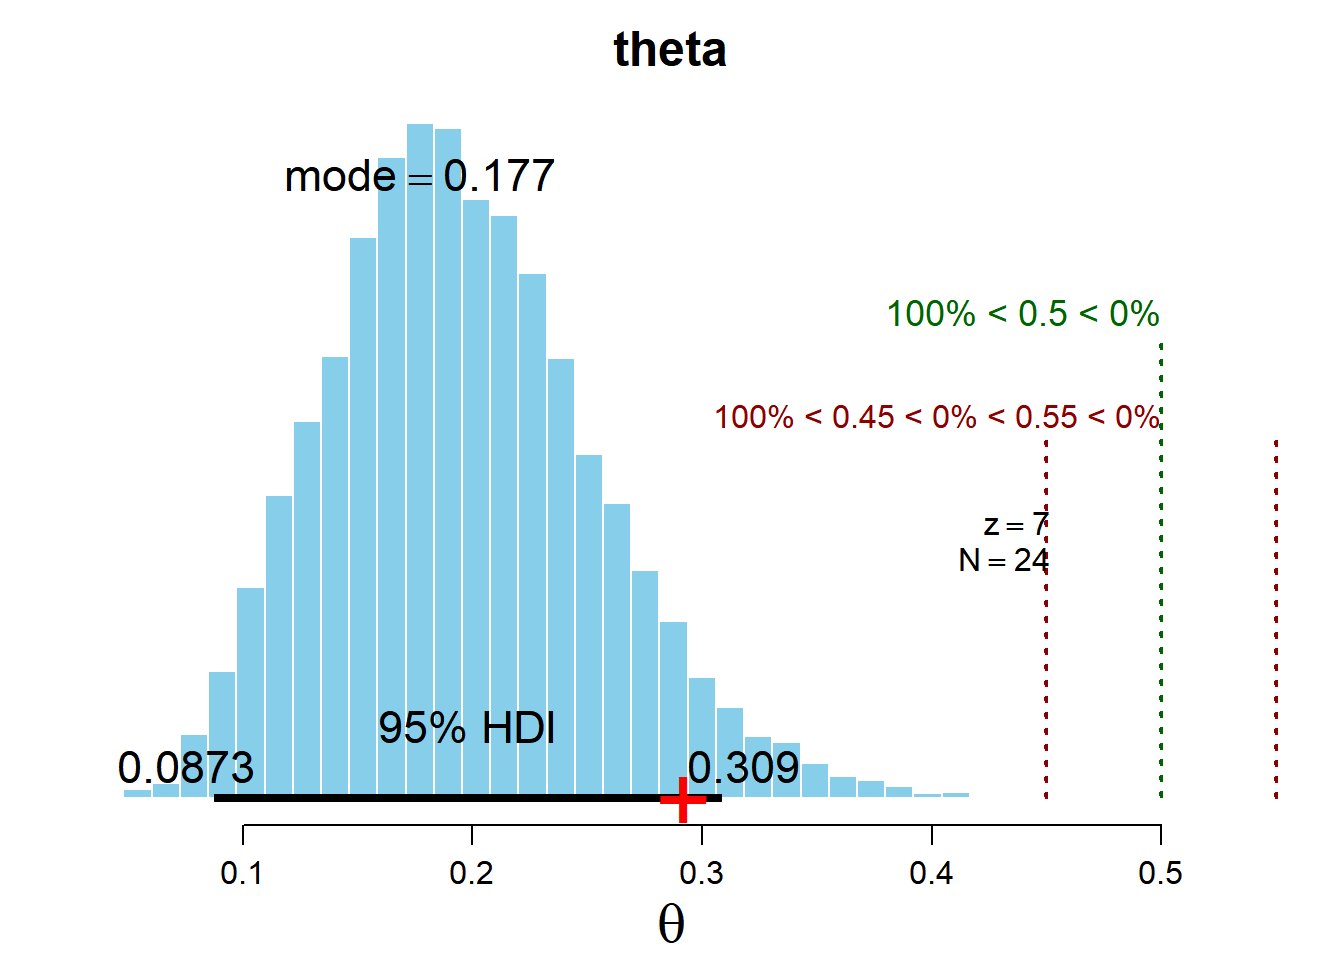 theta
mode = 0.177
100% < 0.5 < 0%
100% < 0.45 < 0% < 0.55 < 0%
z = 7
N = 24
95% HDI
0.0873 0.309
0.1 0.2 0.3 0.4 0.5
θ